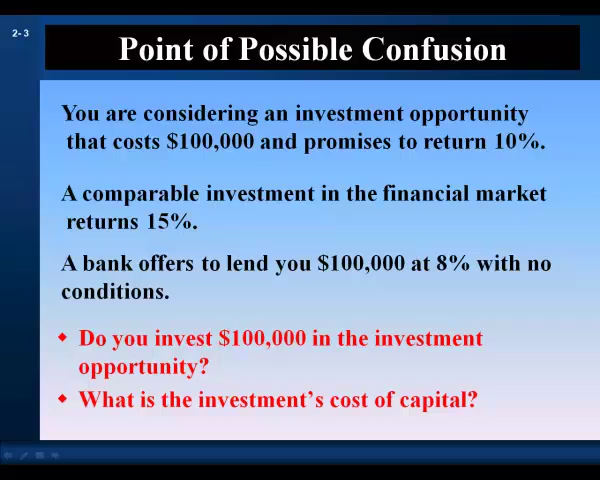 2- 3
Point of Possible Confusion
You are considering an investment opportunity
that costs $100,000 and promises to return 10%.
A comparable investment in the financial market
returns 15%.
A bank offers to lend you $100,000 at 8% with no
conditions.
Do you invest $100,000 in the investment
opportunity?
What is the investment’s cost of capital?